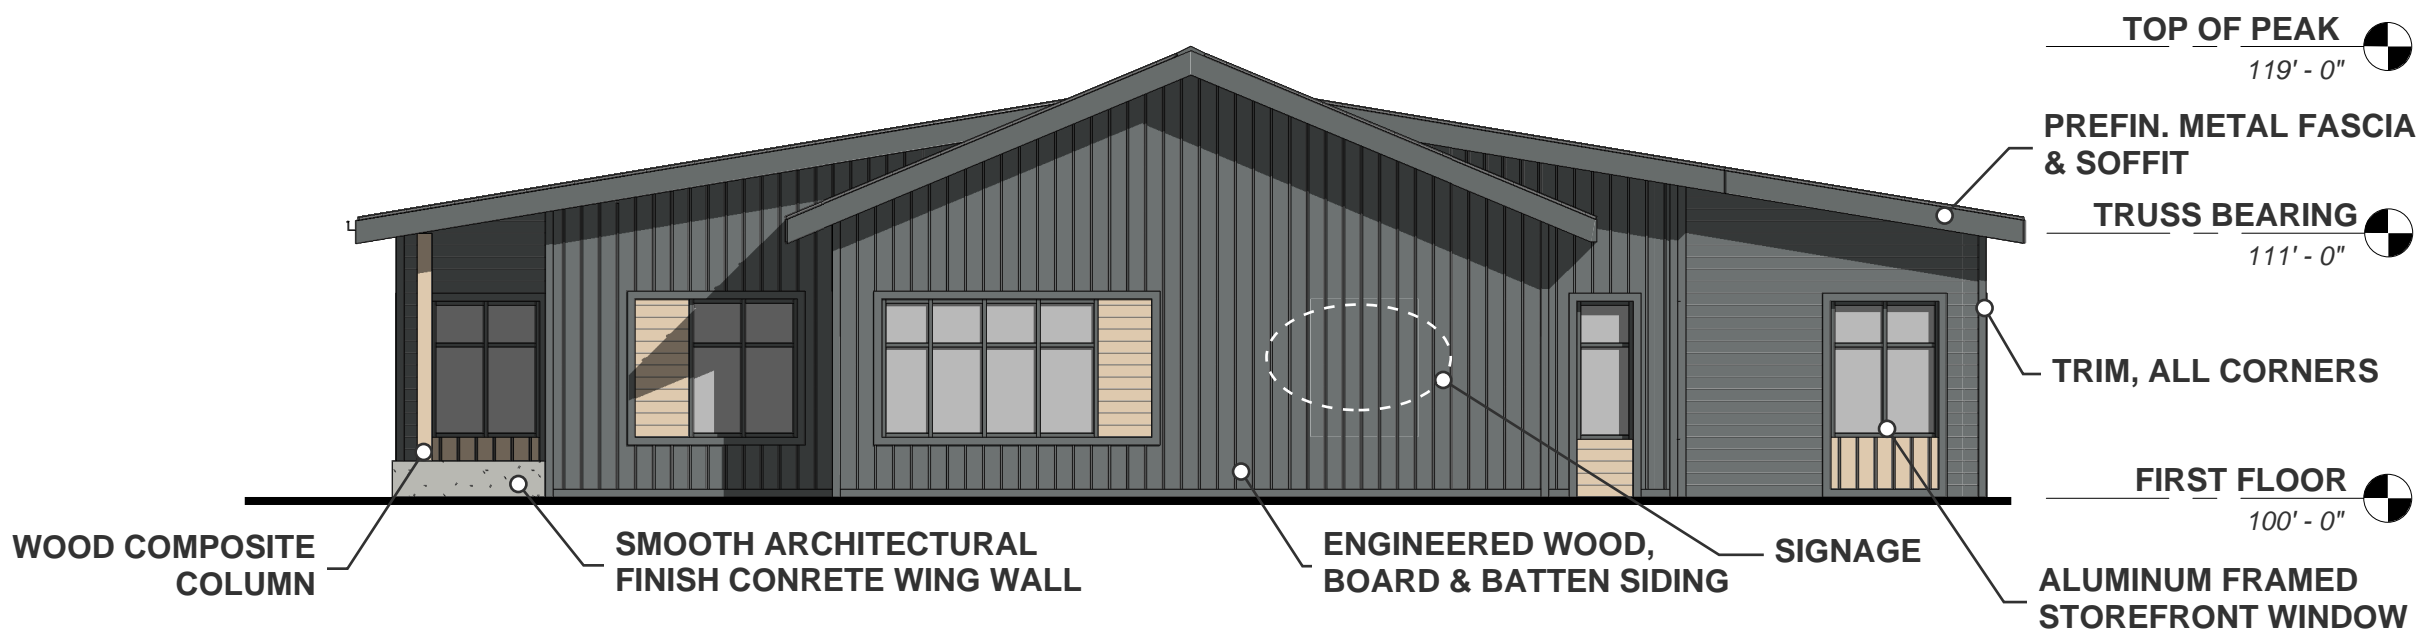 TOP OF PEAK
119' - 0"
PREFIN. METAL FASCIA
& SOFFIT
TRUSS BEARING
111' - 0"
TRIM, ALL CORNERS
FIRST FLOOR
100' - 0"
WOOD COMPOSITE
COLUMN
SMOOTH ARCHITECTURAL
FINISH CONRETE WING WALL
ENGINEERED WOOD,
BOARD & BATTEN SIDING
SIGNAGE
ALUMINUM FRAMED
STOREFRONT WINDOW